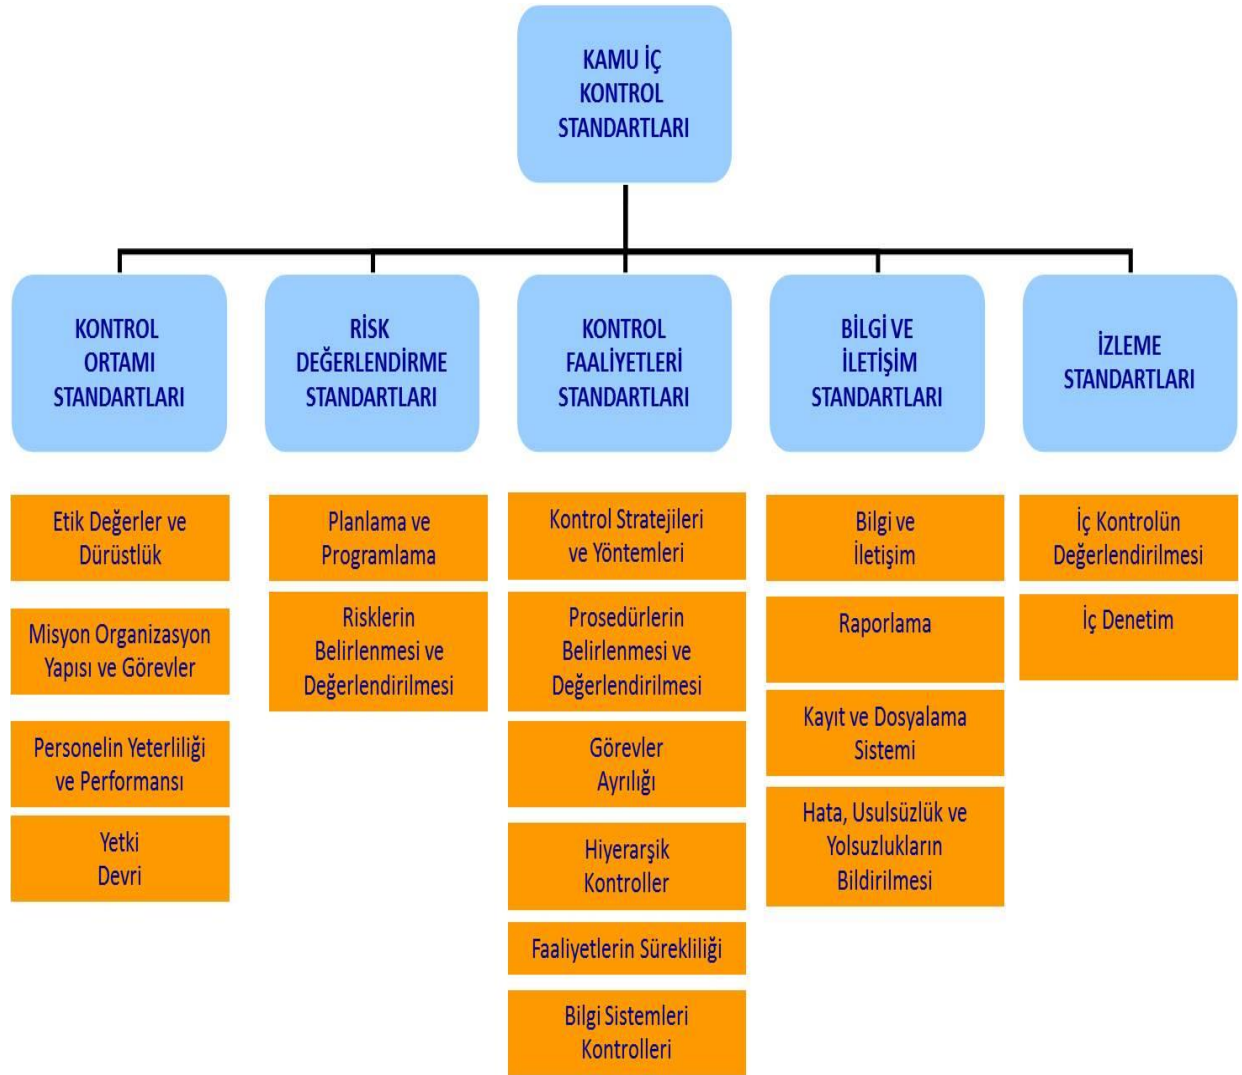 KAMU İÇ
KONTROL
STANDARTLARI
KONTROL
ORTAMI
STANDARTLARI
RİSK
DEĞERLENDİRME
STANDARTLARI
KONTROL
FAALİYETLERİ
STANDARTLARI
BİLGİ VE
İLETİŞİM
STANDARTLARI
İZLEME
STANDARTLARI
Etik Değerler ve
Dürüstlük
Misyon Organizasyon
Yapısı ve Görevler
Personelin Yeterliliği
ve Performansı
Yetki
Devri
Planlama ve
Programlama
Risklerin
Belirlenmesi ve
Değerlendirilmesi
Kontrol Stratejileri
ve Yöntemleri
Prosedürlerin
Belirlenmesi ve
Değerlendirilmesi
Görevler
Ayrılığı
Hiyerarşik
Kontroller
Faaliyetlerin Sürekliliği
Bilgi Sistemleri
Kontrolleri
Bilgi ve
İletişim
Raporlama
Kayıt ve Dosyalama
Sistemi
Hata, Usulsüzlük ve
Yolsuzlukların
Bildirilmesi
İç Kontrolün
Değerlendirilmesi
İç Denetim